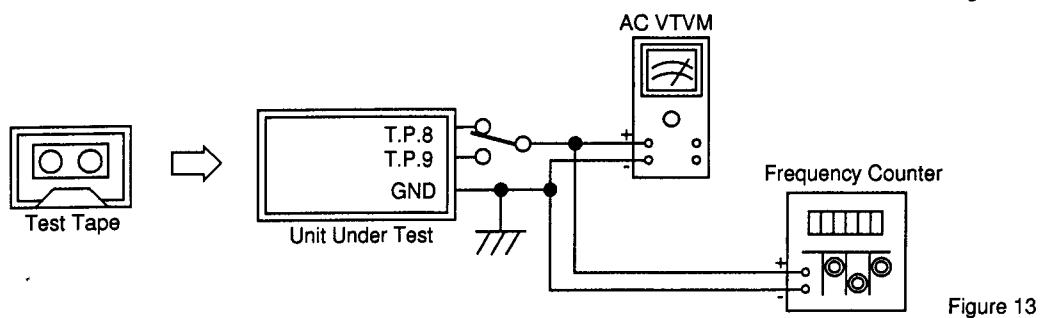 AC VTVM
T.P.8
T.P.9
GND
+
-
Test Tape
Unit Under Test
Frequency Counter
+
-
Figure 13